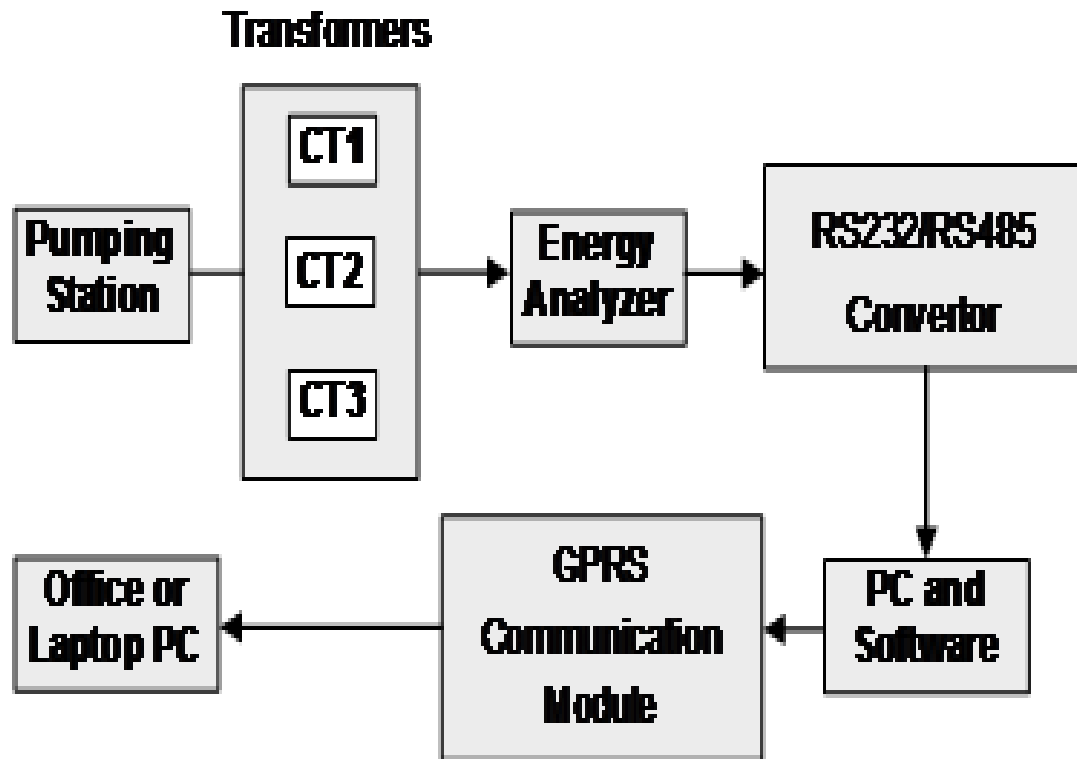 Transformers
CT1
CT2
CT3
Pumping
Station
Energy
Analyzer
RS232/RS485
Convertor
PC and
Software
GPRS
Communication
Module
Office or
Laptop PC